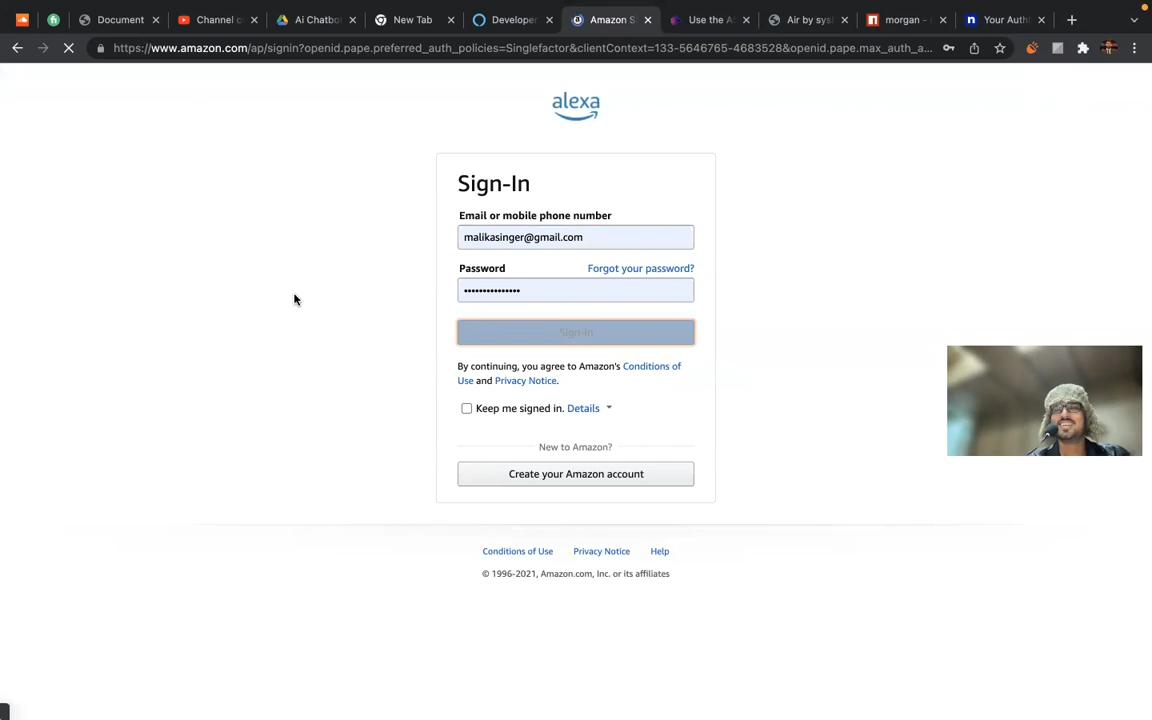 Document
Channel c
Ai Chatbo
New Tab
Developer
Amazon S
Use the A
Air by sys
morgan -
Your Auth
https://www.amazon.com/ap/signin?openid.pape.preferred_auth_policies=Singlefactor&clientContext=133-5646765-4683528&openid.pape.max_auth_a...
alexa
Sign-In
Email or mobile phone number
malikasinger@gmail.com
Password Forgot your password?
•••••••••••••••
Sign-In
By continuing, you agree to Amazon's Conditions of
Use and Privacy Notice.
Keep me signed in. Details
New to Amazon?
Create your Amazon account
Conditions of Use Privacy Notice Help
© 1996-2021, Amazon.com, Inc. or its affiliates